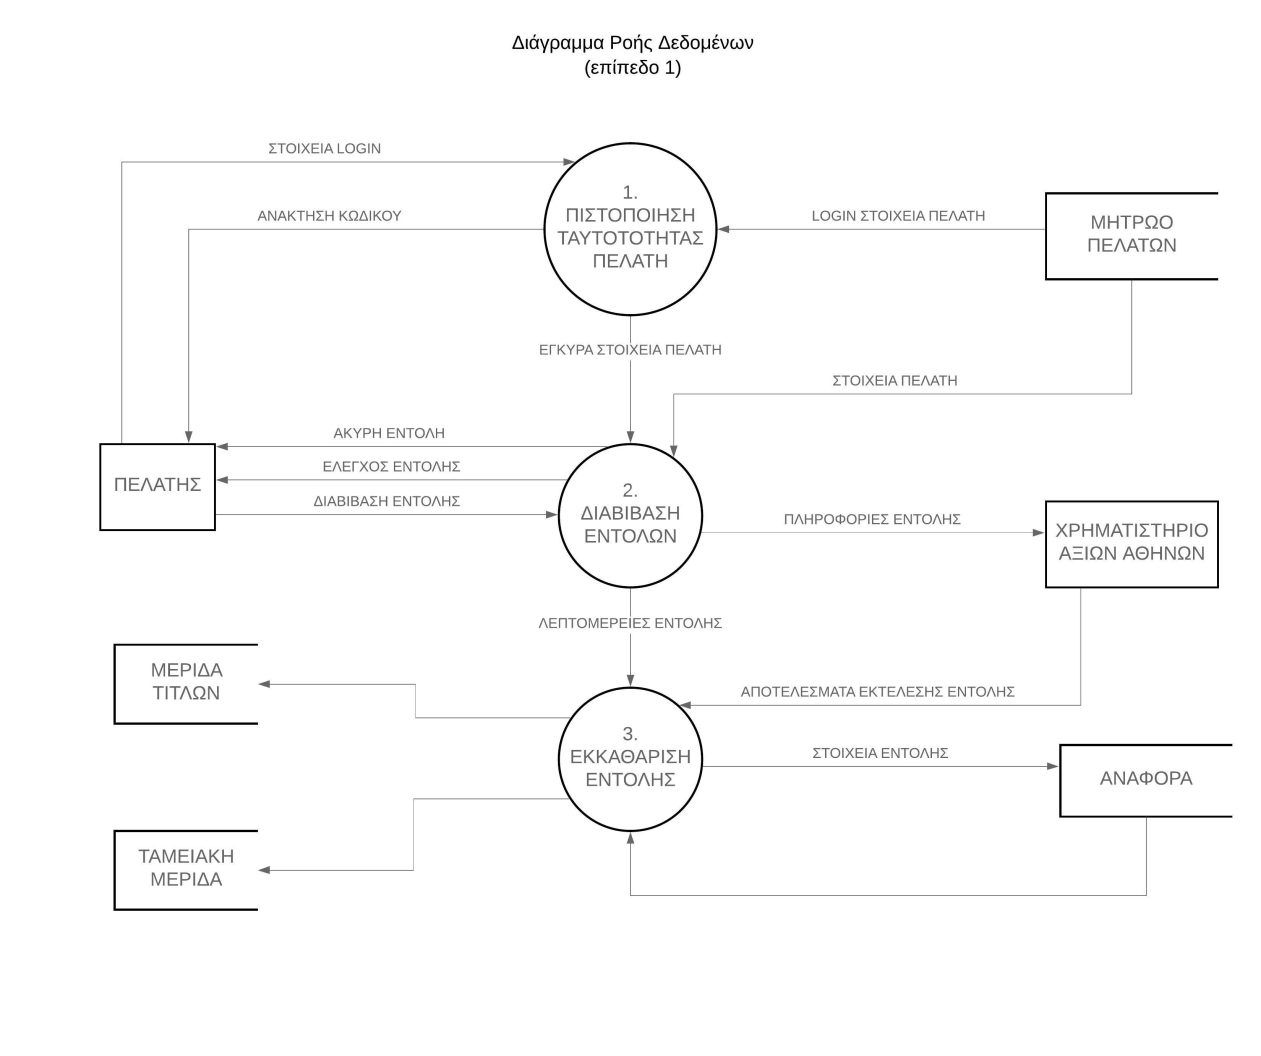 Διάγραμμα Ροής Δεδομένων
(επίπεδο 1)
ΣΤΟΙΧΕΙΑ LOGIN
1.
ΠΙΣΤΟΠΟΙΗΣΗ
ΤΑΥΤΟΤΟΤΗΤΑΣ
ΠΕΛΑΤΗ
ΑΝΑΚΤΗΣΗ ΚΩΔΙΚΟΥ
LOGIN ΣΤΟΙΧΕΙΑ ΠΕΛΑΤΗ
ΜΗΤΡΩΟ
ΠΕΛΑΤΩΝ
ΕΓΚΥΡΑ ΣΤΟΙΧΕΙΑ ΠΕΛΑΤΗ
ΣΤΟΙΧΕΙΑ ΠΕΛΑΤΗ
ΑΚΥΡΗ ΕΝΤΟΛΗ
ΕΛΕΓΧΟΣ ΕΝΤΟΛΗΣ
ΔΙΑΒΙΒΑΣΗ ΕΝΤΟΛΗΣ
ΠΕΛΑΤΗΣ
2.
ΔΙΑΒΙΒΑΣΗ
ΕΝΤΟΛΩΝ
ΠΛΗΡΟΦΟΡΙΕΣ ΕΝΤΟΛΗΣ
ΧΡΗΜΑΤΙΣΤΗΡΙΟ
ΑΞΙΩΝ ΑΘΗΝΩΝ
ΛΕΠΤΟΜΕΡΕΙΕΣ ΕΝΤΟΛΗΣ
ΜΕΡΙΔΑ
ΤΙΤΛΩΝ
ΑΠΟΤΕΛΕΣΜΑΤΑ ΕΚΤΕΛΕΣΗΣ ΕΝΤΟΛΗΣ
3.
ΕΚΚΑΘΑΡΙΣΗ
ΕΝΤΟΛΗΣ
ΣΤΟΙΧΕΙΑ ΕΝΤΟΛΗΣ
ΑΝΑΦΟΡΑ
ΤΑΜΕΙΑΚΗ
ΜΕΡΙΔΑ